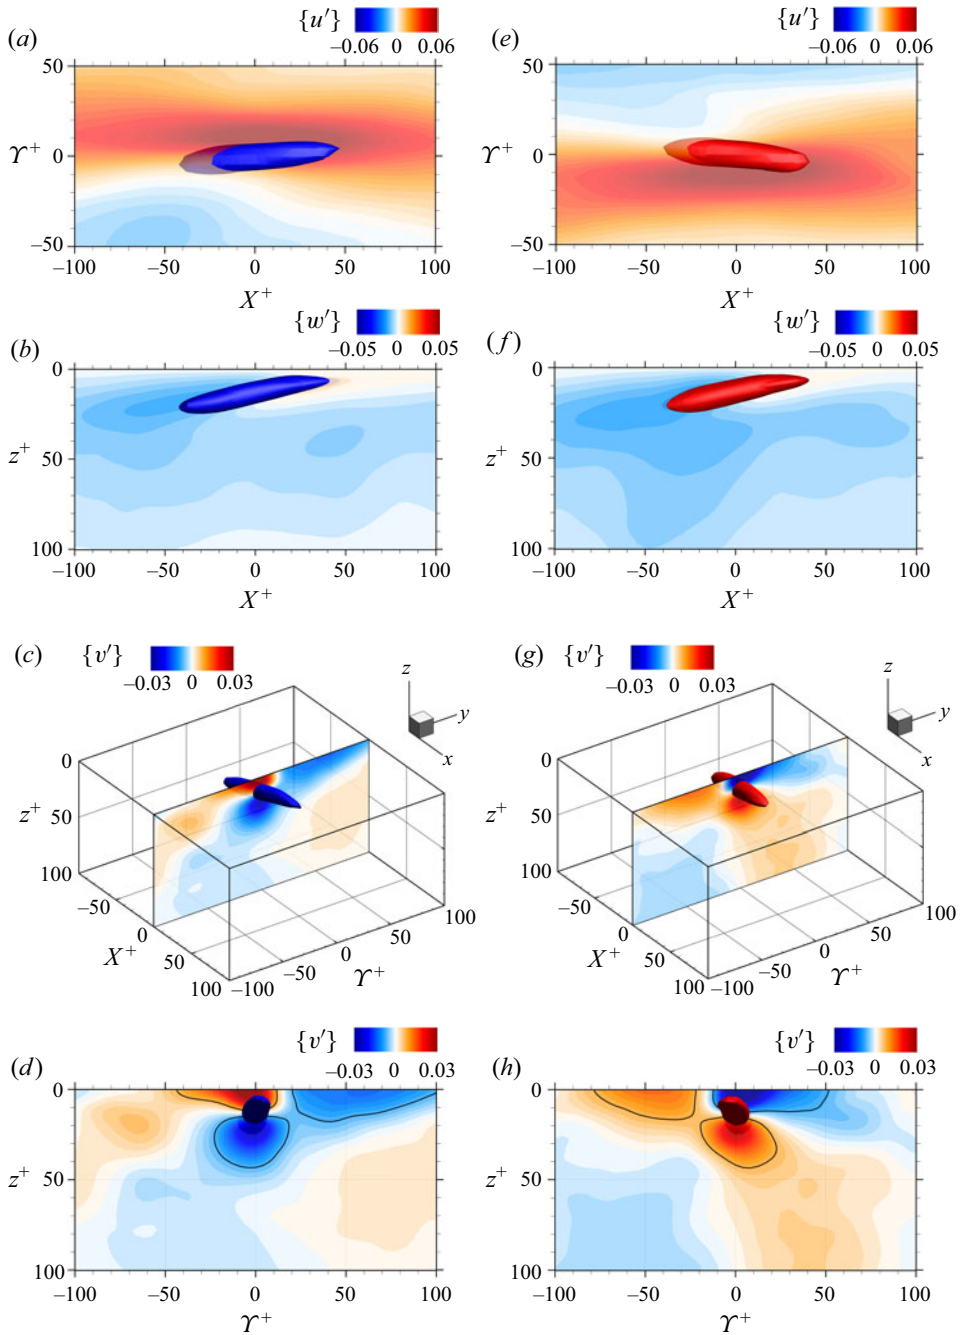 {u′}
−0.06 0 0.06
(a)
50
ϒ+
0
−50
−100 −50 0 50 100
X+
{u′}
−0.06 0 0.06
(e)
50
ϒ+
0
−50
−100 −50 0 50 100
X+
{w′}
−0.05 0 0.05
(b)
0
z+
50
100
−100 −50 0 50 100
X+
{w′}
−0.05 0 0.05
(f)
0
z+
50
100
−100 −50 0 50 100
X+
(c)
{v′}
−0.03 0 0.03
z
y
x
0
z+
50
100
−50
0
X+
50
100
−100
−50
0
ϒ+
50
100
(g)
{v′}
−0.03 0 0.03
z
y
x
0
z+
50
100
−50
0
X+
50
100
−100
−50
0
ϒ+
50
100
{v′}
−0.03 0 0.03
(d)
0
z+
50
100
−100 −50 0 50 100
ϒ+
{v′}
−0.03 0 0.03
(h)
0
z+
50
100
−100 −50 0 50 100
ϒ+